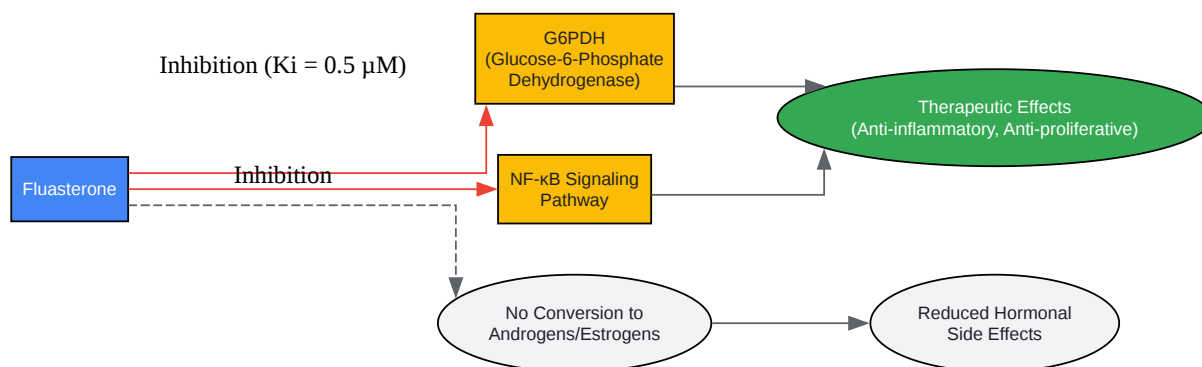 G6PDH
(Glucose-6-Phosphate
Dehydrogenase)
Inhibition (Ki = 0.5 µM)
Therapeutic Effects
(Anti-inflammatory, Anti-proliferative)
Fluasterone
Inhibition
NF-κB Signaling
Pathway
No Conversion to
Androgens/Estrogens
Reduced Hormonal
Side Effects